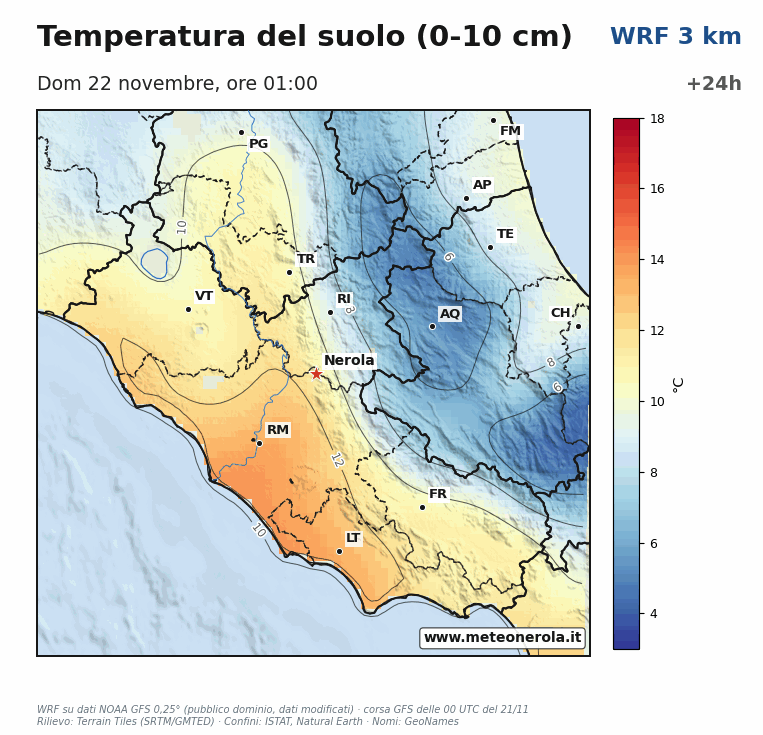 Temperatura del suolo (0-10 cm)
WRF 3 km
Dom 22 novembre, ore 01:00
+24h
FM
PG
AP
10
TE
6
TR
VT
RI
8
AQ
CH
Nerola
8
6
RM
12
FR
10
LT
www.meteonerola.it
18
16
14
12
10
8
6
4
°C
WRF su dati NOAA GFS 0,25° (pubblico dominio, dati modificati) · corsa GFS delle 00 UTC del 21/11
Rilievo: Terrain Tiles (SRTM/GMTED) · Confini: ISTAT, Natural Earth · Nomi: GeoNames